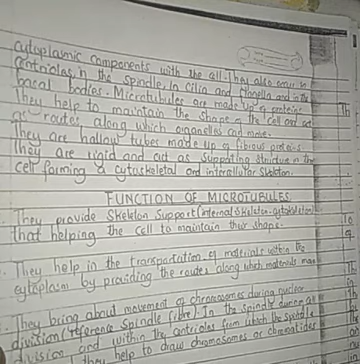 cytoplasmic components with the cell. They also occur in
centrioles, in the spindle, in cilia and flagella and in the
basal bodies. Microtubules are made up of proteins
They help to maintain the shape of the cell and act
as routes along which organelles can move.
They are hallow tubes made up of fibrous proteins.
They are rigid and act as supporting structure in the
cell forming a cytoskeletal and intercellular skeleton.
FUNCTION OF MICROTUBULES
They provide skeleton support (internal skeleton-cytoskeleton)
that helping the cell to maintain their shape.
They help in the transportation of materials within the
cytoplasm by providing the routes along which materials move
They bring about movement of chromosomes during nuclear
division (reference spindle fibre). In the spindle during
division and within the centrioles from which the spindle
they help to draw chromosomes or chromatides